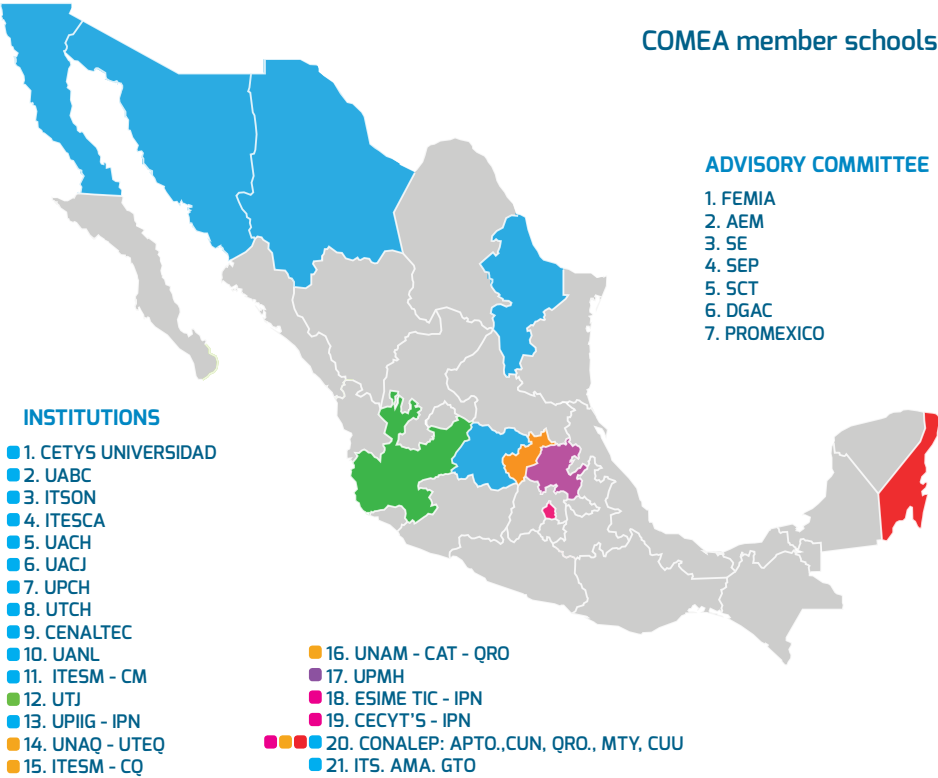 COMEA member schools
ADVISORY COMMITTEE
1. FEMIA
2. AEM
3. SE
4. SEP
5. SCT
6. DGAC
7. PROMEXICO
INSTITUTIONS
1. CETYS UNIVERSIDAD
2. UABC
3. ITSON
4. ITESCA
5. UACH
6. UACJ
7. UPCH
8. UTCH
9. CENALTEC
10. UANL
11. ITESM - CM
12. UTJ
13. UPIIG - IPN
14. UNAQ - UTEQ
15. ITESM - CQ
16. UNAM - CAT - QRO
17. UPMH
18. ESIME TIC - IPN
19. CECYT'S - IPN
20. CONALEP: APTO.,CUN, QRO., MTY, CUU
21. ITS. AMA. GTO